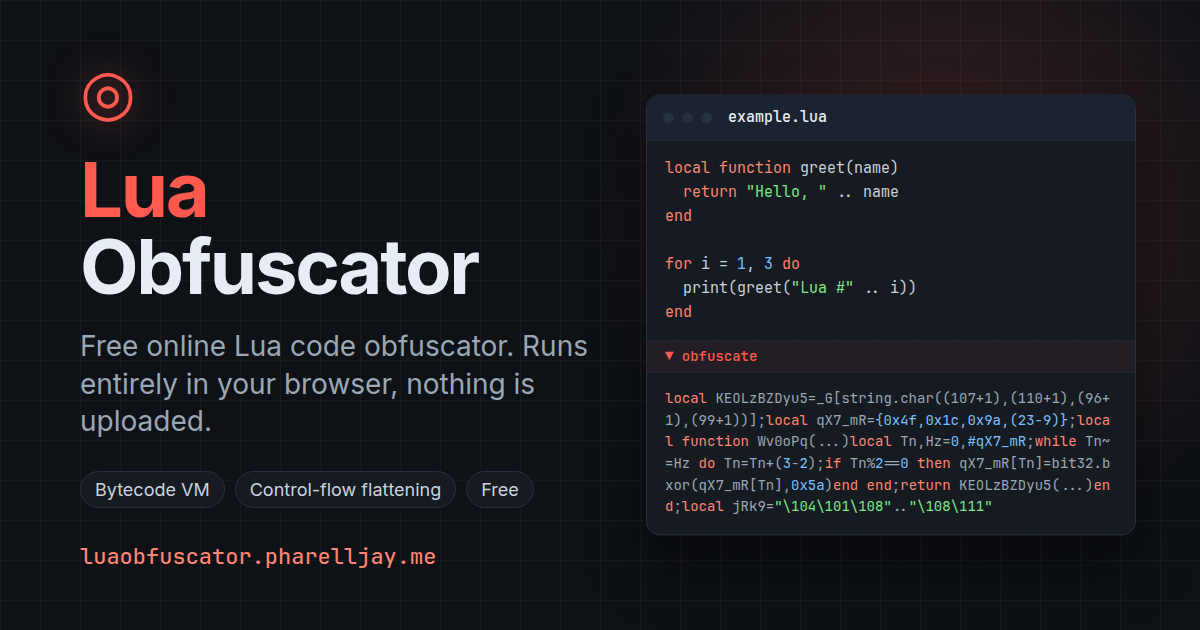 Lua
Obfuscator
Free online Lua code obfuscator. Runs
entirely in your browser, nothing is
uploaded.
Bytecode VM
Control-flow flattening
Free
luaobfuscator.pharelljay.me
example.lua
local function greet(name)
  return "Hello, " .. name
end

for i = 1, 3 do
  print(greet("Lua #" .. i))
end
▼ obfuscate
local KEOLzBZDyu5=_G[string.char((107+1),(110+1),(96+
1),(99+1))];local qX7_mR={0x4f,0x1c,0x9a,(23-9)};loca
l function Wv0oPq(...)local Tn,Hz=0,#qX7_mR;while Tn~
=Hz do Tn=Tn+(3-2);if Tn%2==0 then qX7_mR[Tn]=bit32.b
xor(qX7_mR[Tn],0x5a)end end;return KEOLzBZDyu5(...)en
d;local jRk9="\104\101\108".."\108\111"